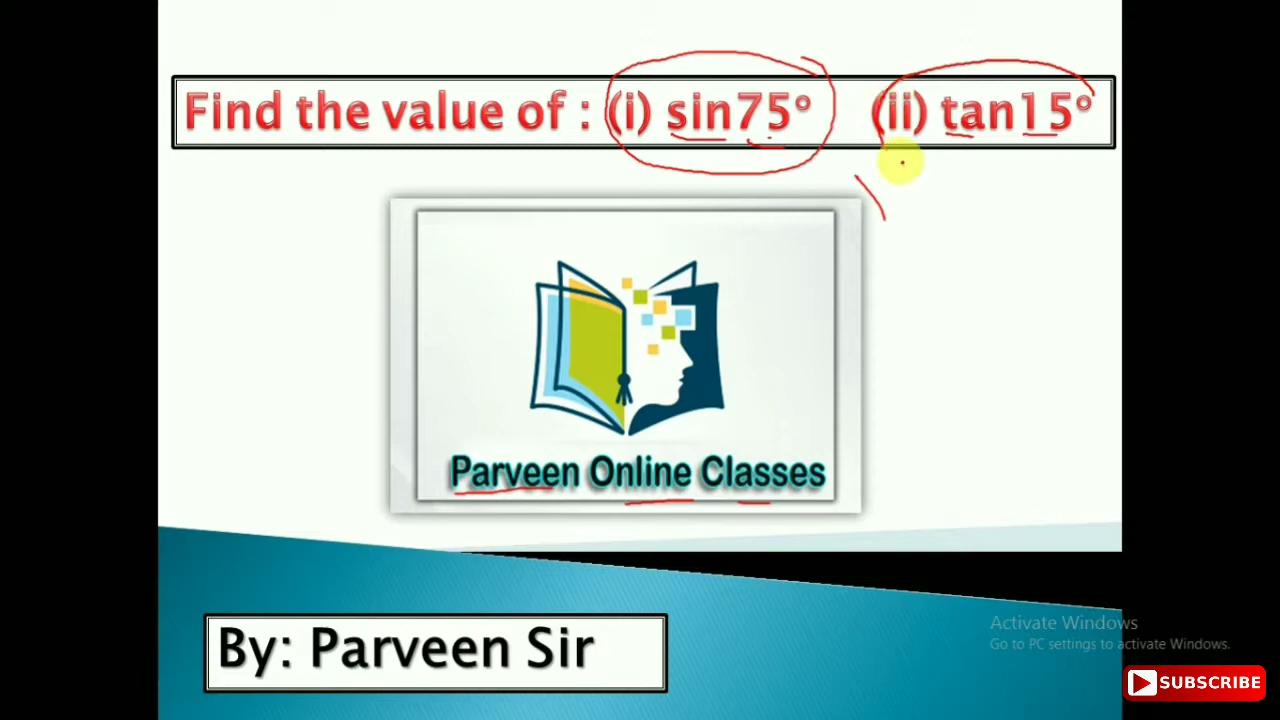 Find the value of : (i) sin75° (ii) tan15°
Parveen Online Classes
By: Parveen Sir
Activate Windows
Go to PC settings to activate Windows.
SUBSCRIBE